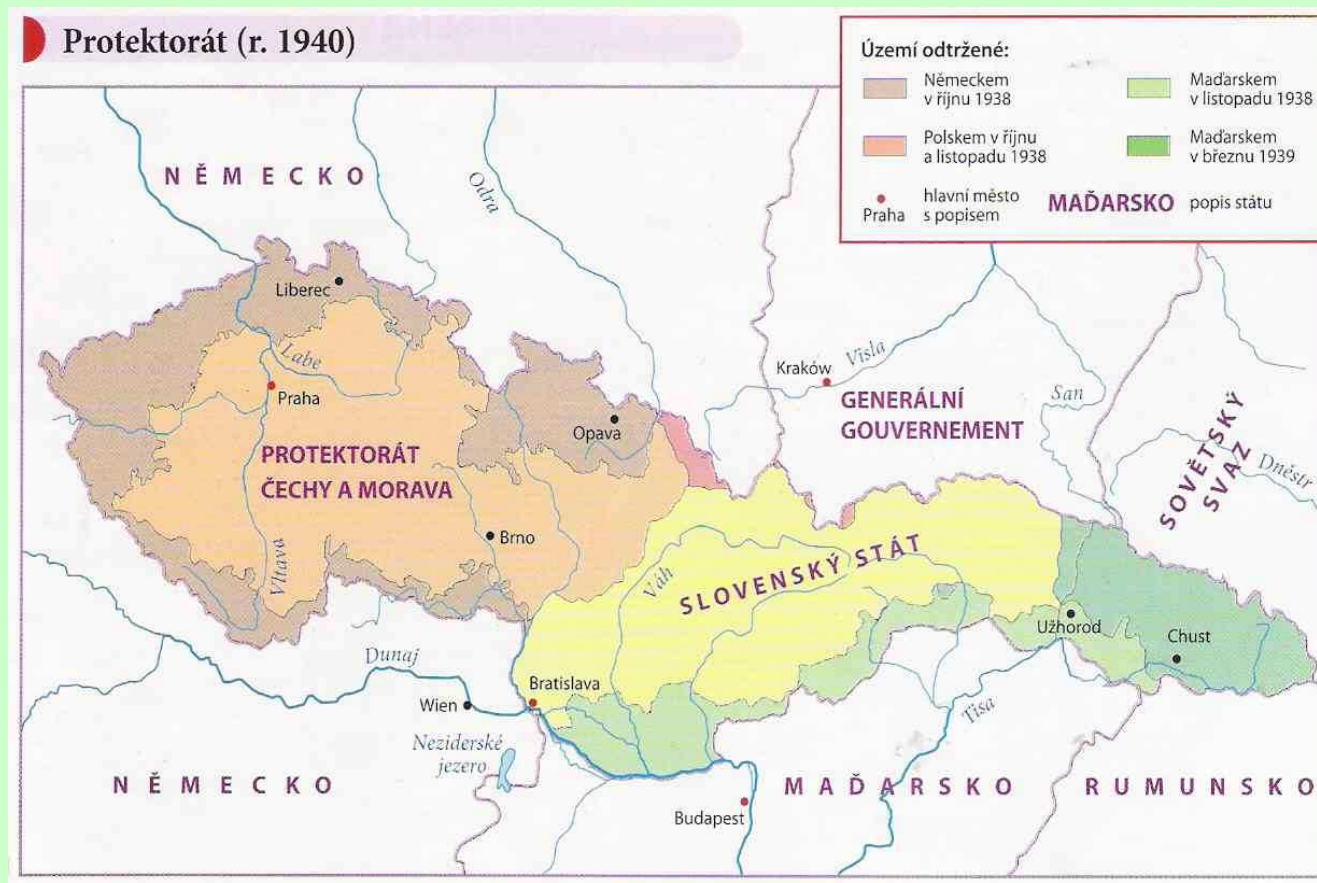 Protektorát (r. 1940)
Území odtržené:
Německem
v říjnu 1938
Maďarskem
v listopadu 1938
Polskem v říjnu
a listopadu 1938
Maďarskem
v březnu 1939
Praha
hlavní město
s popisem
MAĎARSKO
popis státu
NĚMECKO
Odra
Liberec
Labe
Praha
Kraków
Visla
GENERÁLNÍ
GOUVERNEMENT
San
SOVĚTSKÝ
SVAZ
Dněstr
Opava
PROTEKTORÁT
ČECHY A MORAVA
Brno
Vltava
Váh
SLOVENSKÝ STÁT
Užhorod
Chust
Dunaj
Wien
Bratislava
Tisa
Neziderské
jezero
NĚMECKO
MAĎARSKO
RUMUNSKO
Budapest